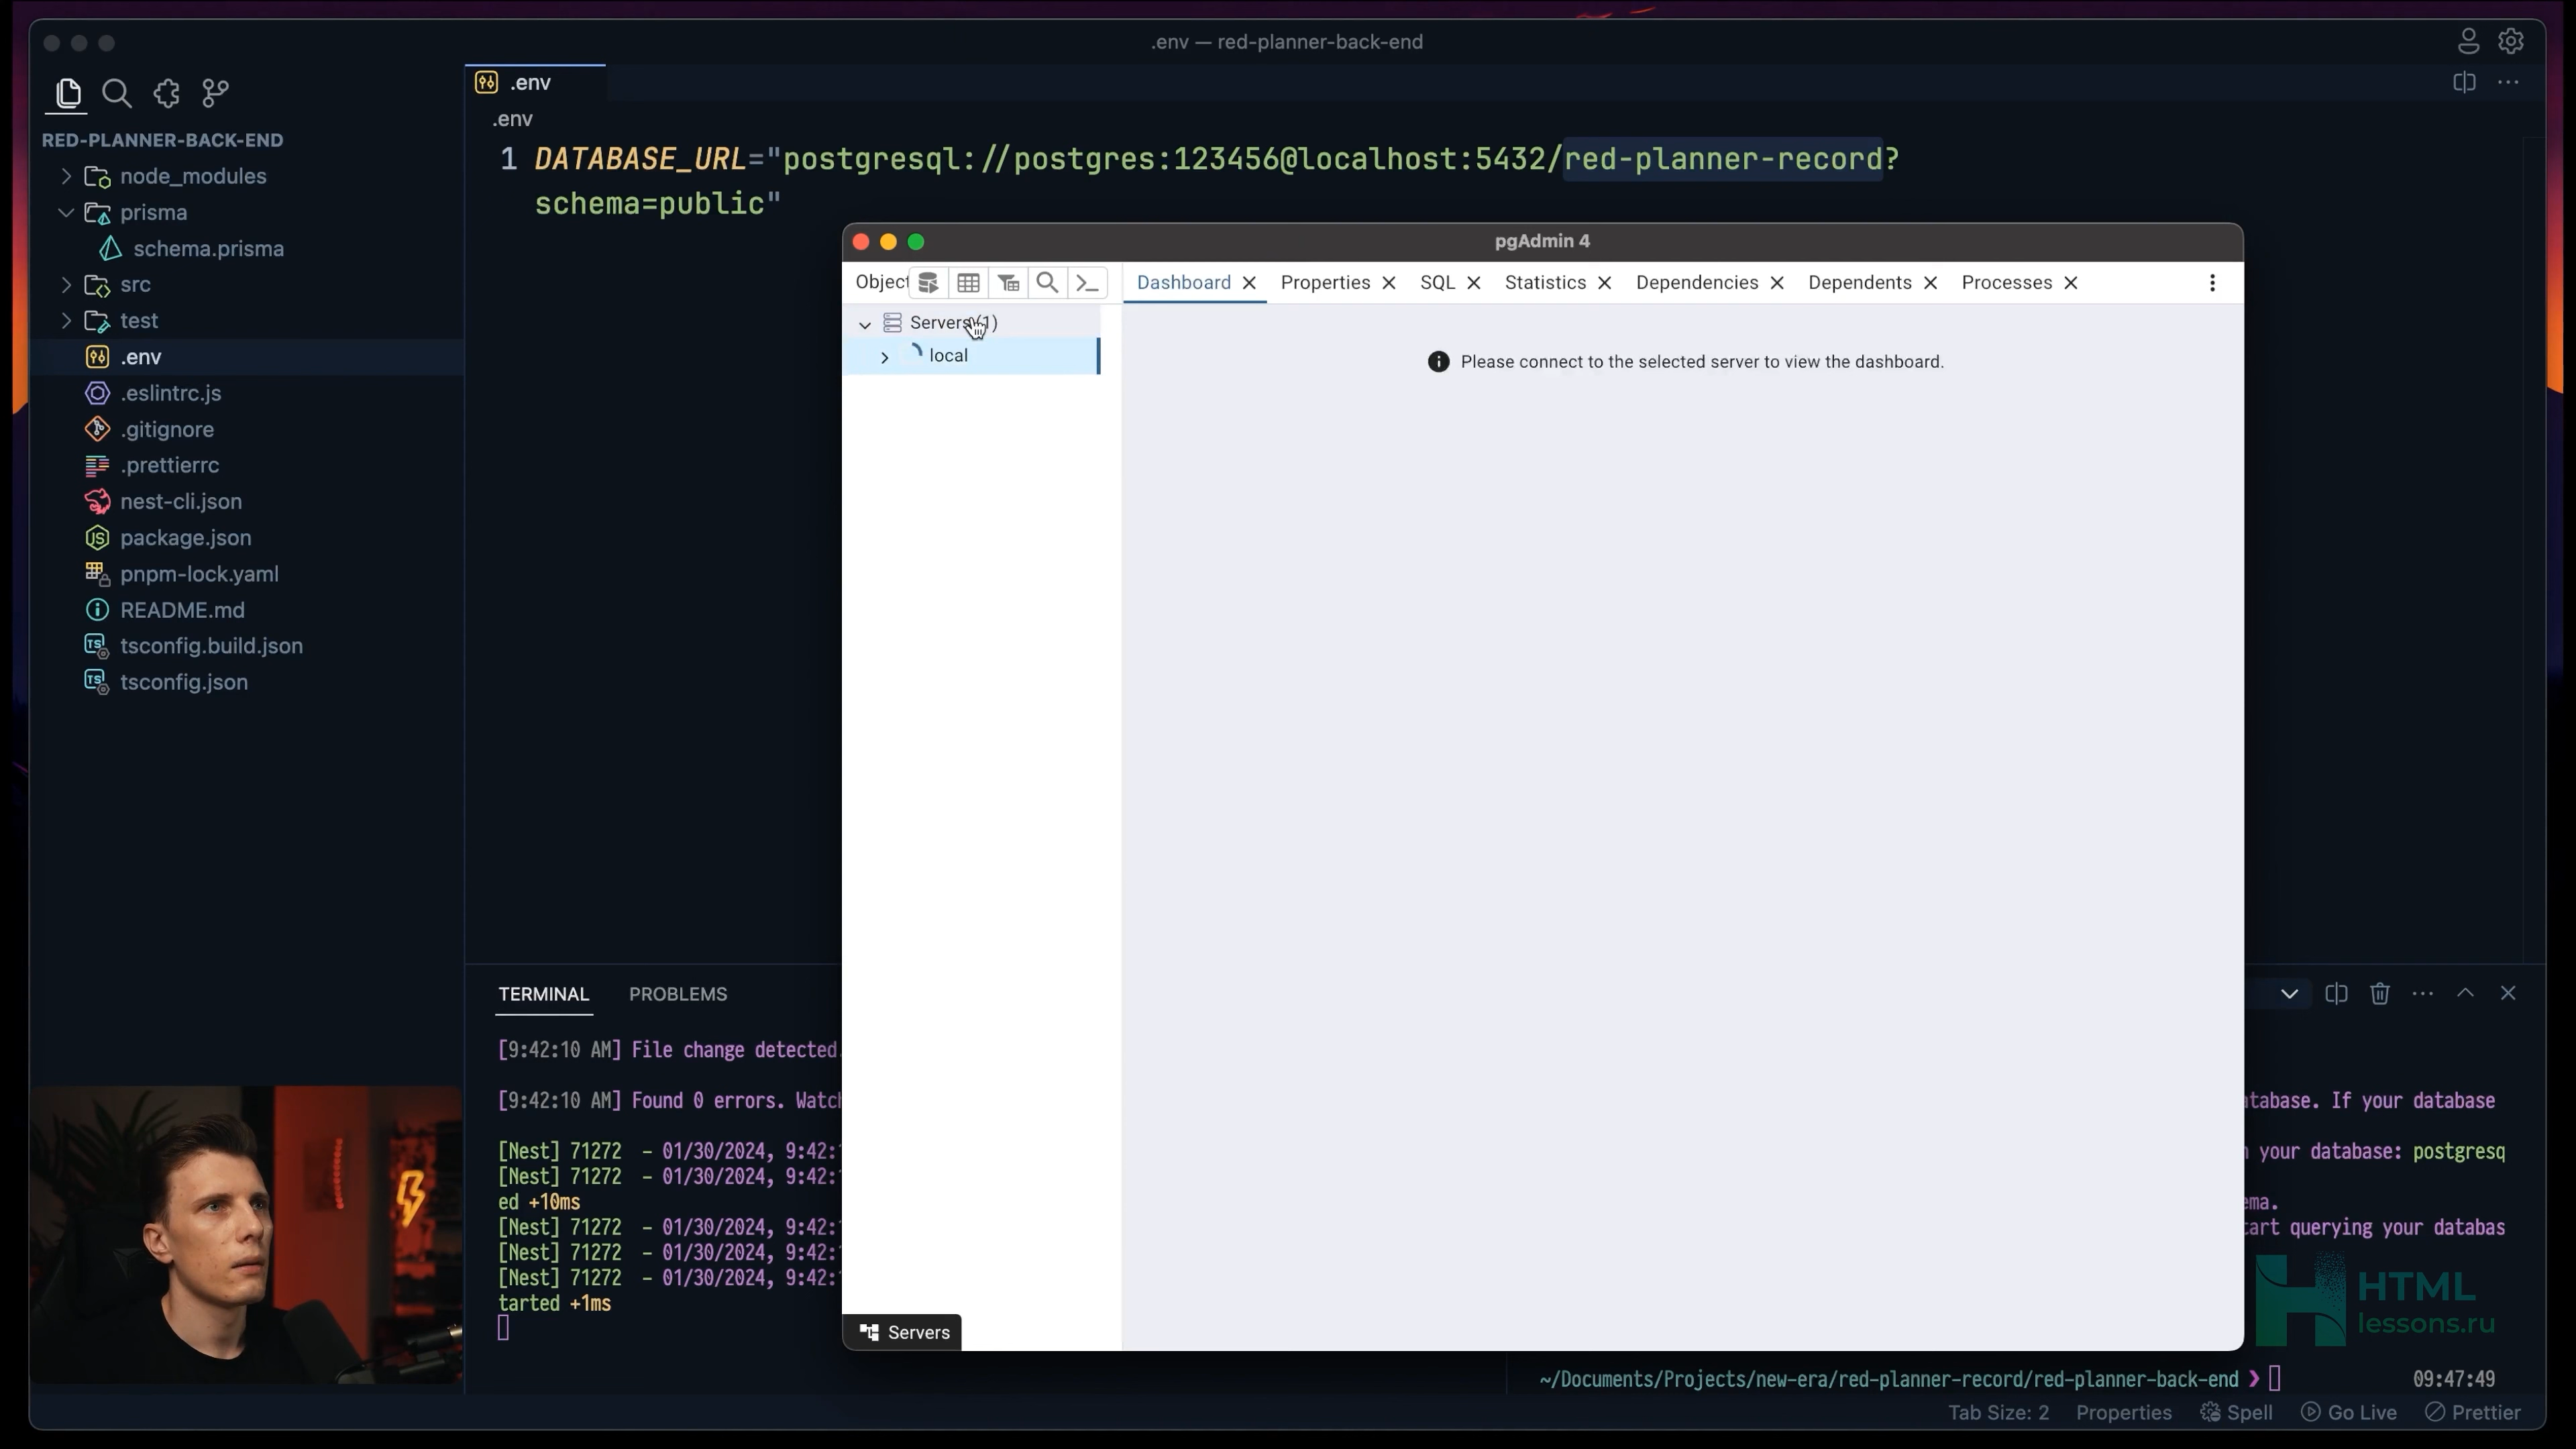 .env — red-planner-back-end
.env
RED-PLANNER-BACK-END
node_modules
prisma
schema.prisma
src
test
.env
.eslintrc.js
.gitignore
.prettierrc
nest-cli.json
package.json
pnpm-lock.yaml
README.md
tsconfig.build.json
tsconfig.json
.env
1 DATABASE_URL="postgresql://postgres:123456@localhost:5432/red-planner-record?
schema=public"
pgAdmin 4
Object
Dashboard Properties SQL Statistics Dependencies Dependents Processes
Servers (1)
local
Please connect to the selected server to view the dashboard.
Servers
TERMINAL PROBLEMS
[9:42:10 AM] File change detected.
[9:42:10 AM] Found 0 errors. Watch
[Nest] 71272 - 01/30/2024, 9:42:1
[Nest] 71272 - 01/30/2024, 9:42:1
ed +10ms
[Nest] 71272 - 01/30/2024, 9:42:1
[Nest] 71272 - 01/30/2024, 9:42:1
[Nest] 71272 - 01/30/2024, 9:42:1
tarted +1ms
atabase. If your database
your database: postgresq
ema.
tart querying your databas
HTML
lessons.ru
~/Documents/Projects/new-era/red-planner-record/red-planner-back-end ❯ 09:47:49
Tab Size: 2 Properties Spell Go Live Prettier